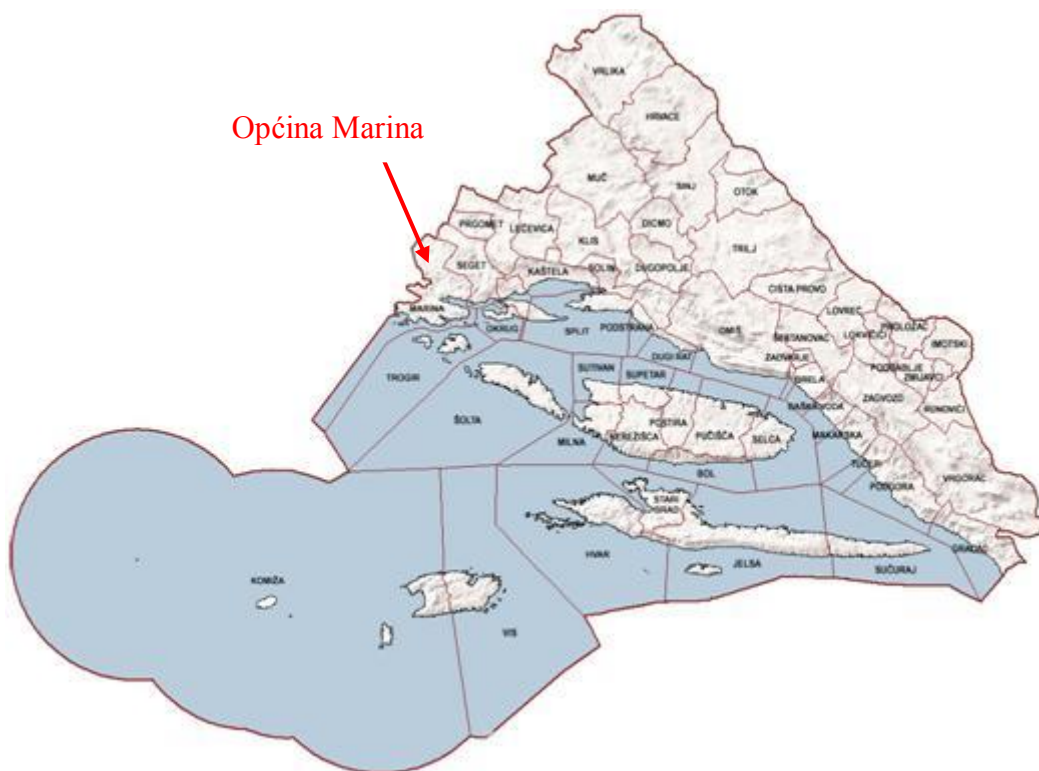 VRLIKA
HRVACE
Općina Marina
MUČ
SINJ
OTOK
PRGOMET
LEĆEVICA
DICMO
KLIS
TRILJ
SEGET
KAŠTELA
SOLIN
DUGOPOLJE
CISTA PROVO
MARINA
OKRUG
SPLIT
PODSTRANA
OMIŠ
ŠESTANOVAC
LOVREĆ
LOKVIČIĆI
PROLOŽAC
IMOTSKI
DUGI RAT
ZADVARJE
PODBABLJE
ZMIJAVCI
TROGIR
SUTIVAN
SUPETAR
BRELA
ZAGVOZD
RUNOVIĆI
BAŠKA VODA
ŠOLTA
MILNA
NEREŽIŠĆA
POSTIRA
PUČIŠĆA
SELCA
MAKARSKA
TUČEPI
BOL
PODGORA
VRGORAC
STARI
GRAD
HVAR
JELSA
SUĆURAJ
GRADAC
KOMIŽA
VIS